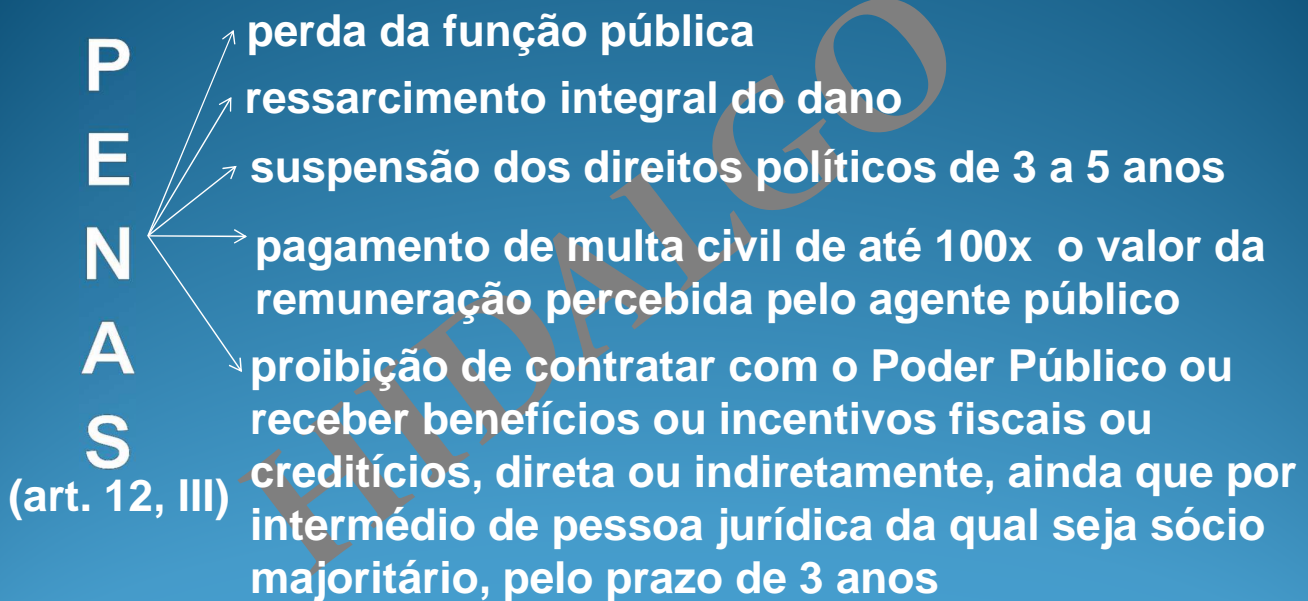 PENAS
(art. 12, III)
perda da função pública
ressarcimento integral do dano
suspensão dos direitos políticos de 3 a 5 anos
pagamento de multa civil de até 100x o valor da
remuneração percebida pelo agente público
proibição de contratar com o Poder Público ou
receber benefícios ou incentivos fiscais ou
creditícios, direta ou indiretamente, ainda que por
intermédio de pessoa jurídica da qual seja sócio
majoritário, pelo prazo de 3 anos
HIDALGO